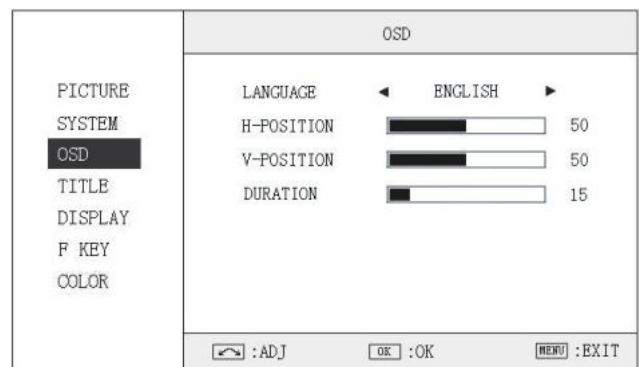 OSD
PICTURE
SYSTEM
OSD
TITLE
DISPLAY
F KEY
COLOR
LANGUAGE ENGLISH
H-POSITION 50
V-POSITION 50
DURATION 15
:ADJ OK :OK MENU :EXIT